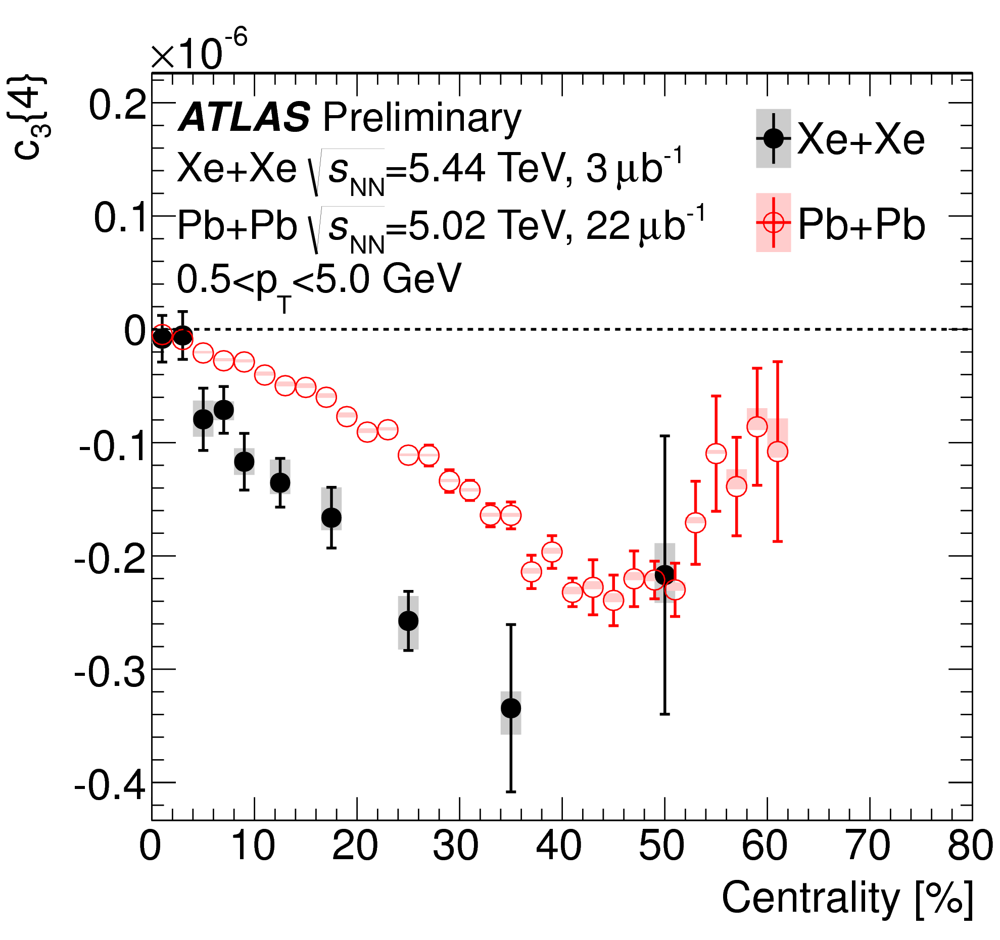 ×10⁻⁶
c₃{4}
ATLAS Preliminary
Xe+Xe √sNN=5.44 TeV, 3 μb⁻¹
Pb+Pb √sNN=5.02 TeV, 22 μb⁻¹
0.5<pT<5.0 GeV
Xe+Xe
Pb+Pb
0.2
0.1
0
-0.1
-0.2
-0.3
-0.4
0 10 20 30 40 50 60 70 80
Centrality [%]